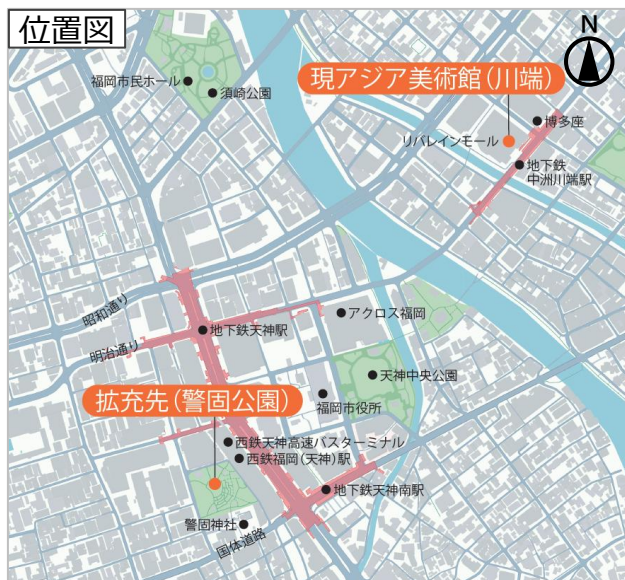 位置図
N
福岡市民ホール
須崎公園
現アジア美術館(川端)
博多座
リバレインモール
地下鉄
中洲川端駅
昭和通り
明治通り
地下鉄天神駅
アクロス福岡
天神中央公園
拡充先(警固公園)
福岡市役所
西鉄天神高速バスターミナル
西鉄福岡(天神)駅
地下鉄天神南駅
警固神社
国体道路